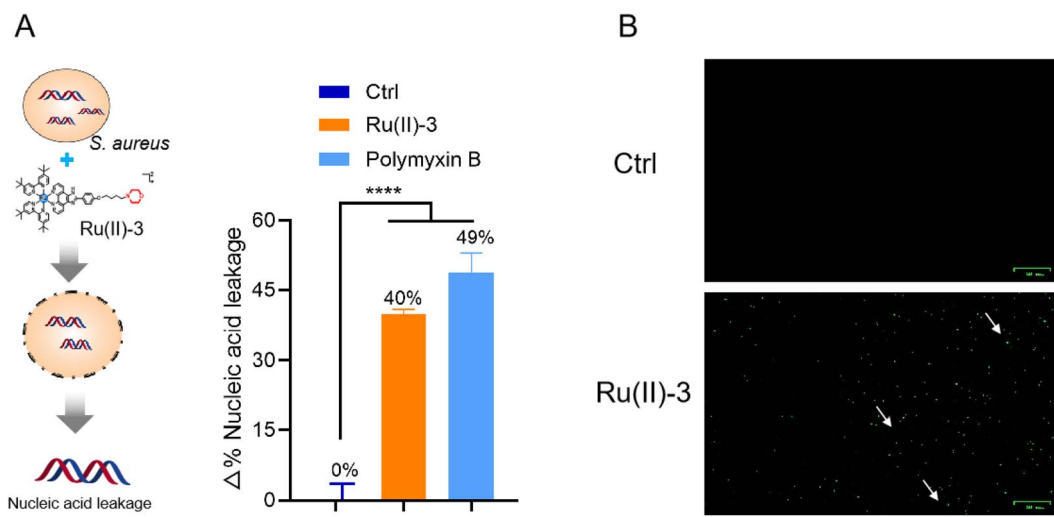 A
S. aureus
Ru(II)-3
Nucleic acid leakage
Ctrl
Ru(II)-3
Polymyxin B
****
△% Nucleic acid leakage
60
45
30
15
0
0%
40%
49%
B
Ctrl
Ru(II)-3